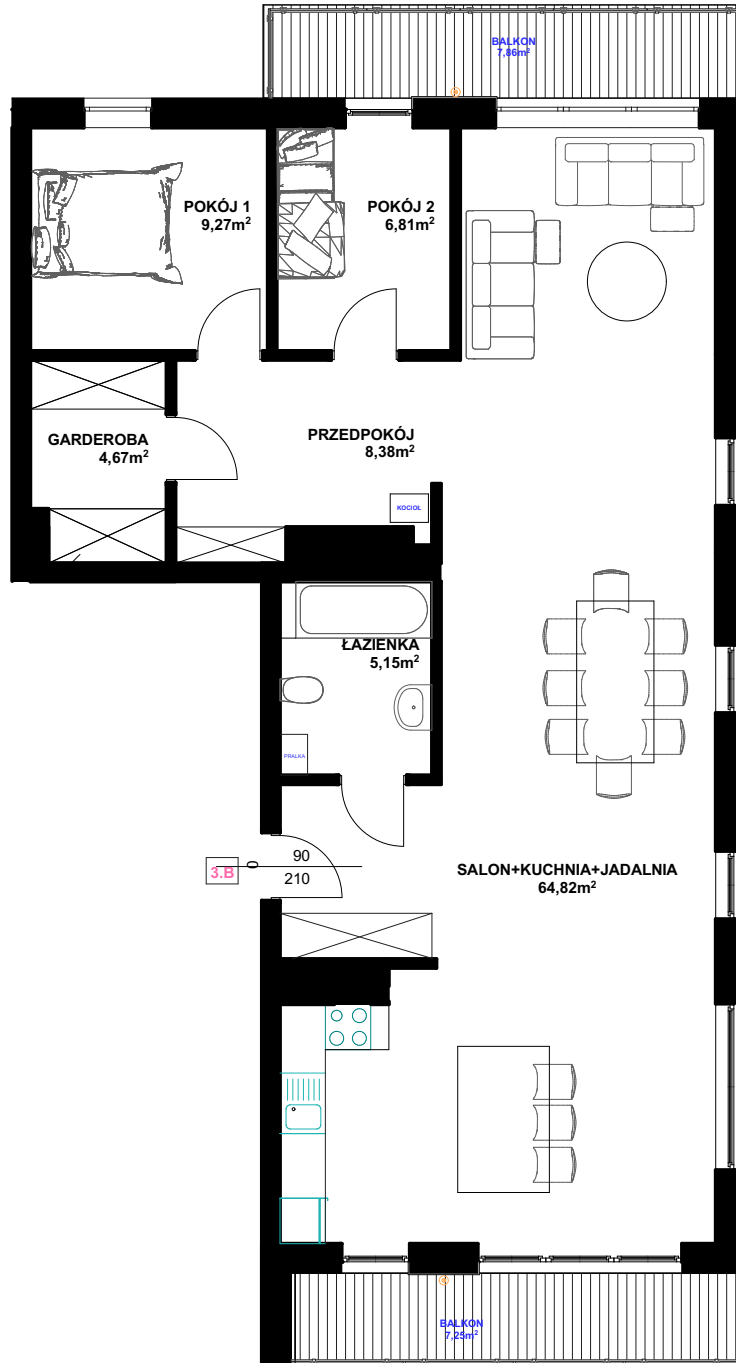 BALKON
7,86m²
POKÓJ 1
9,27m²
POKÓJ 2
6,81m²
GARDEROBA
4,67m²
PRZEDPOKÓJ
8,38m²
KOCIOŁ
ŁAZIENKA
5,15m²
PRALKA
3.B
90
210
SALON+KUCHNIA+JADALNIA
64,82m²
BALKON
7,25m²